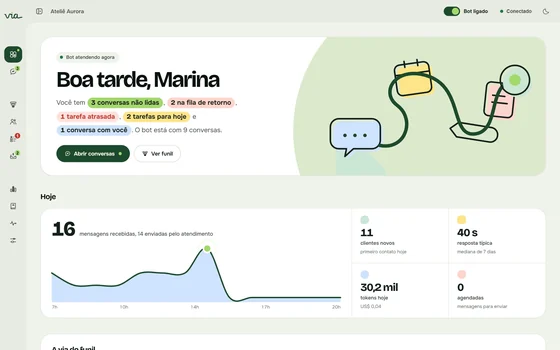 via
Ateliê Aurora
Bot ligado
Conectado
Bot atendendo agora
Boa tarde, Marina
Você tem 3 conversas não lidas , 2 na fila de retorno ,
1 tarefa atrasada , 2 tarefas para hoje e
1 conversa com você . O bot está com 9 conversas.
Abrir conversas
Ver funil
Hoje
16 mensagens recebidas, 14 enviadas pelo atendimento
10h
14h
17h
20h
11
clientes novos
primeiro contato hoje
40 s
resposta típica
mediana de 7 dias
30,2 mil
tokens hoje
US$ 0,04
0
agendadas
mensagens para enviar
A via do funil